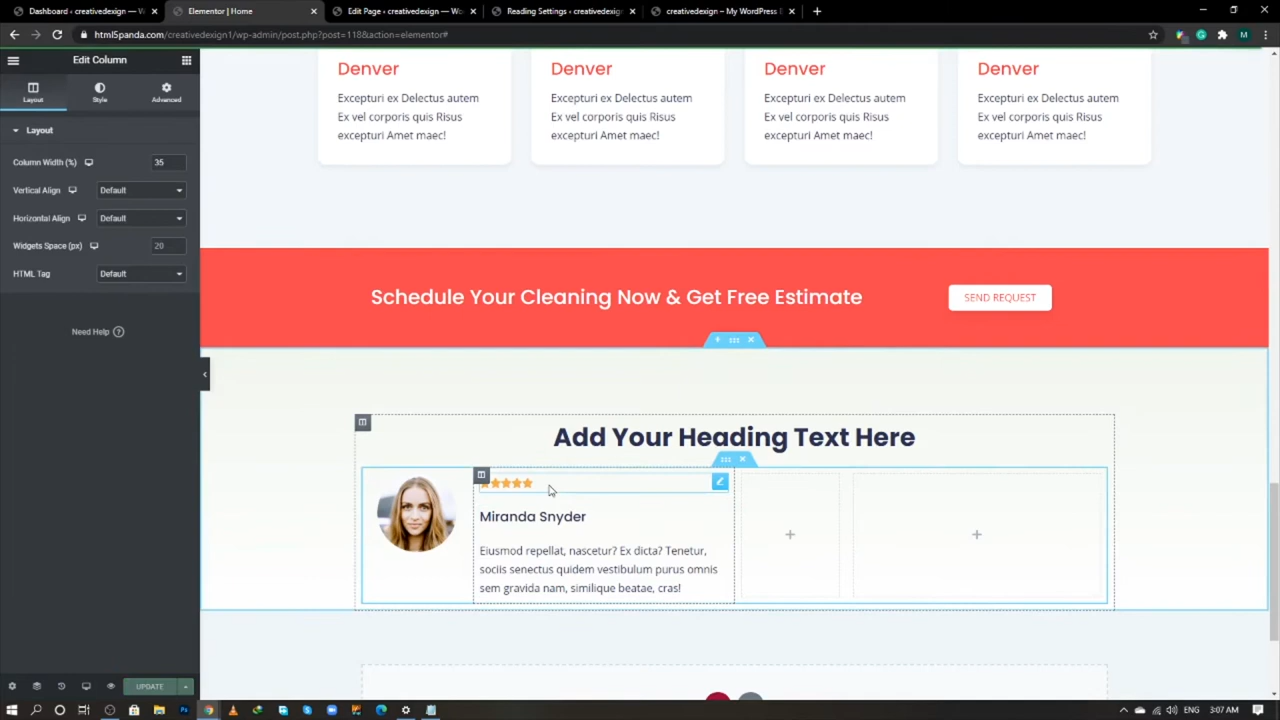 Dashboard ‹ creativedesign — W
Elementor | Home
Edit Page ‹ creativedesign — Wo
Reading Settings ‹ creativedesig
creativedesign – My WordPress B
html5panda.com/creativedesign1/wp-admin/post.php?post=118&action=elementor#
M
Edit Column
Layout
Style
Advanced
Layout
Column Width (%)
35
Vertical Align
Default
Horizontal Align
Default
Widgets Space (px)
20
HTML Tag
Default
Need Help
UPDATE
Denver
Denver
Denver
Denver
Excepturi ex Delectus autem
Ex vel corporis quis Risus
excepturi Amet maec!
Excepturi ex Delectus autem
Ex vel corporis quis Risus
excepturi Amet maec!
Excepturi ex Delectus autem
Ex vel corporis quis Risus
excepturi Amet maec!
Excepturi ex Delectus autem
Ex vel corporis quis Risus
excepturi Amet maec!
Schedule Your Cleaning Now & Get Free Estimate
SEND REQUEST
Add Your Heading Text Here
Miranda Snyder
Eiusmod repellat, nascetur? Ex dicta? Tenetur,
sociis senectus quidem vestibulum purus omnis
sem gravida nam, similique beatae, cras!
ENG
3:07 AM